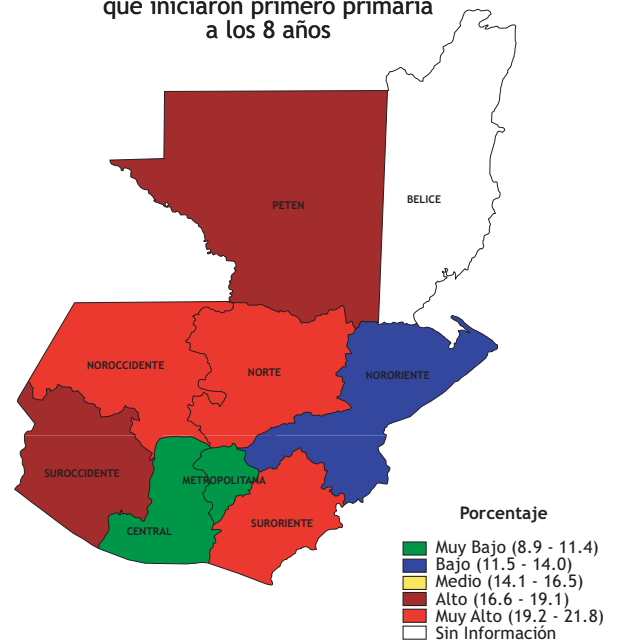 que iniciaron primero primaria
a los 8 años
PETEN
BELICE
NOROCCIDENTE
NORTE
NORORIENTE
SUROCCIDENTE
METROPOLITANA
CENTRAL
SURORIENTE
Porcentaje
Muy Bajo (8.9 - 11.4)
Bajo (11.5 - 14.0)
Medio (14.1 - 16.5)
Alto (16.6 - 19.1)
Muy Alto (19.2 - 21.8)
Sin Información